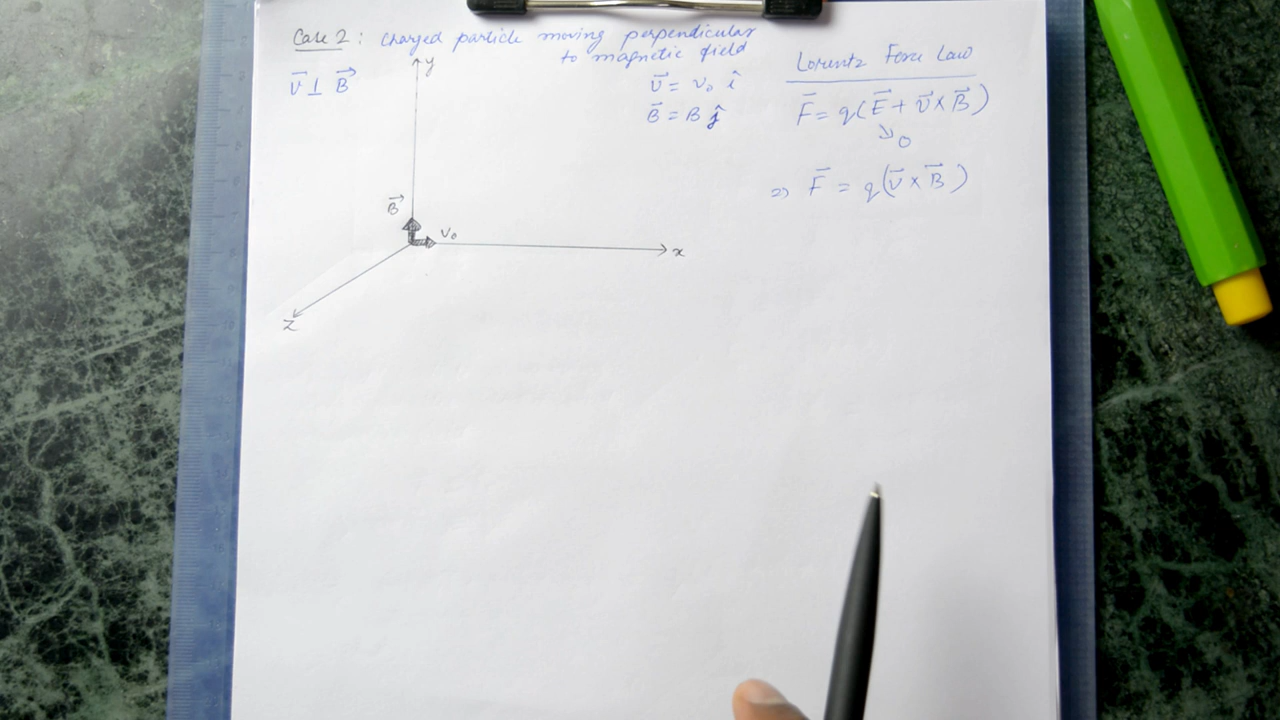 Case 2 : Charged particle moving perpendicular
to magnetic field
v⃗ ⊥ B⃗
y
v⃗ = v₀ î
B⃗ = B ĵ
B⃗
v₀
x
z
Lorentz Force Law
F⃗ = q(E⃗ + v⃗ × B⃗)
↘ 0
⇒ F⃗ = q(v⃗ × B⃗)